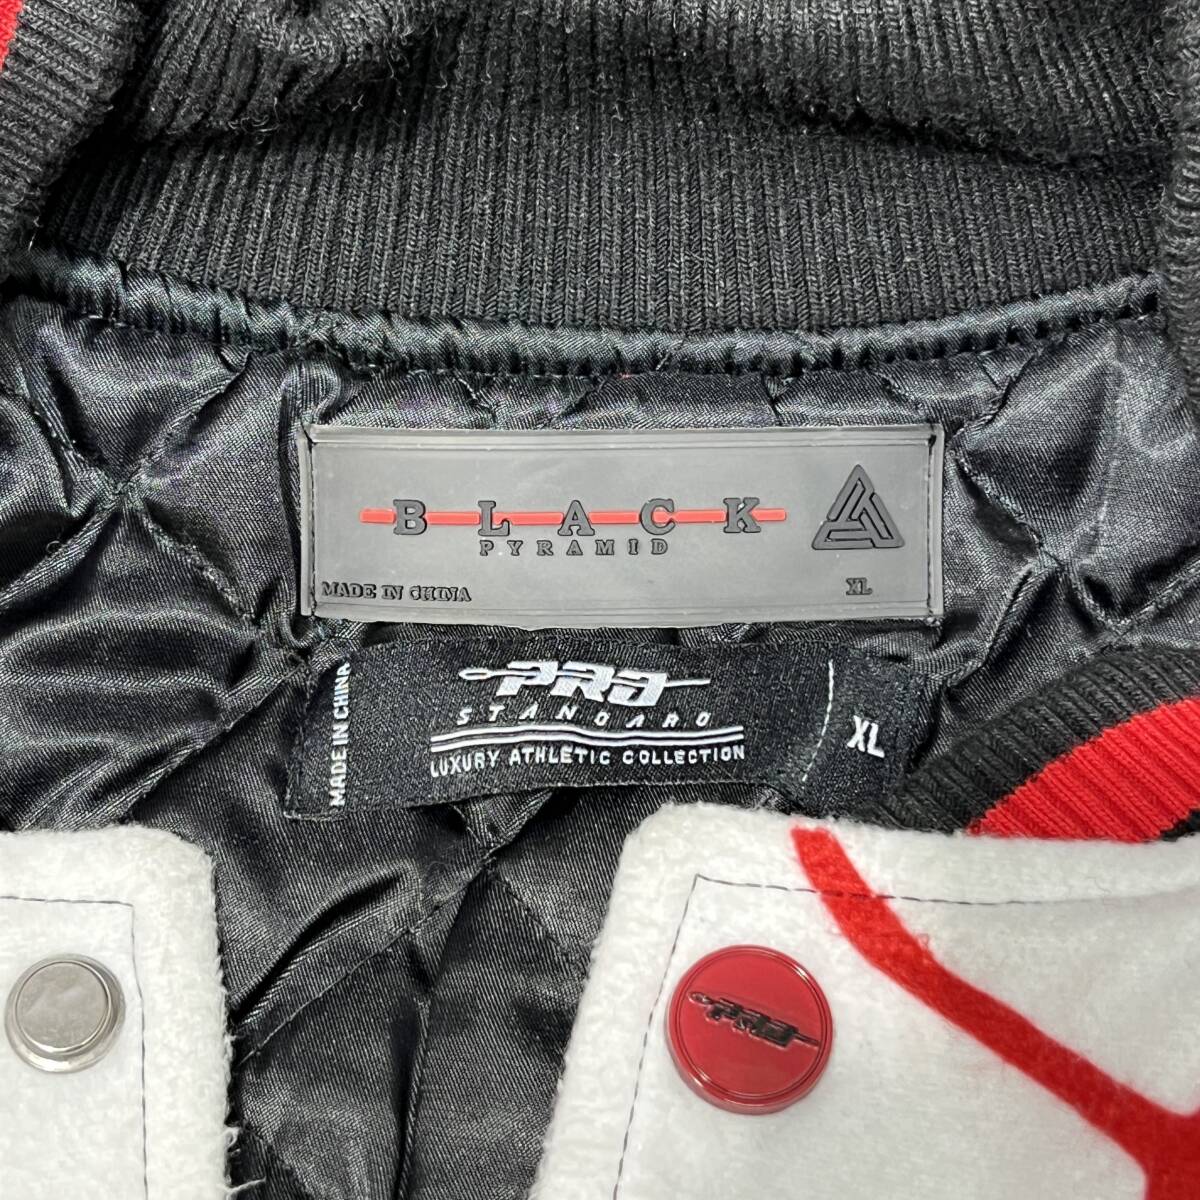 BLACK
PYRAMID
MADE IN CHINA
XL
MADE IN CHINA
PRO
STANDARD
LUXURY ATHLETIC COLLECTION
XL
PRO